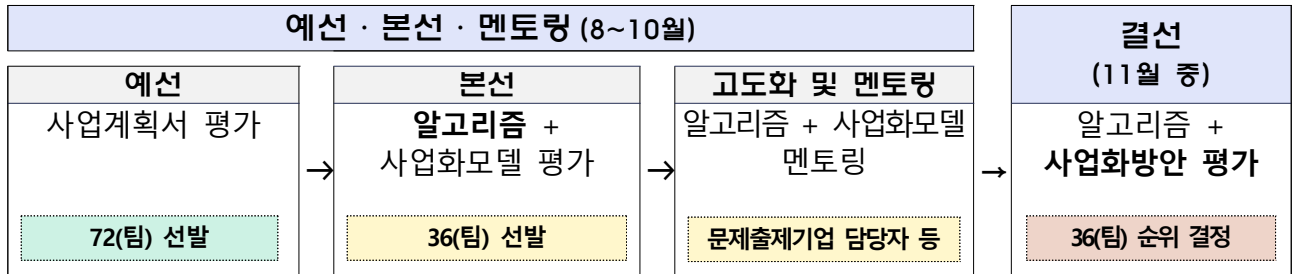 예선 · 본선 · 멘토링 (8~10월)
예선
사업계획서 평가
72(팀) 선발
→
본선
알고리즘 +
사업화모델 평가
36(팀) 선발
→
고도화 및 멘토링
알고리즘 + 사업화모델
멘토링
문제출제기업 담당자 등
→
결선
(11월 중)
알고리즘 +
사업화방안 평가
36(팀) 순위 결정